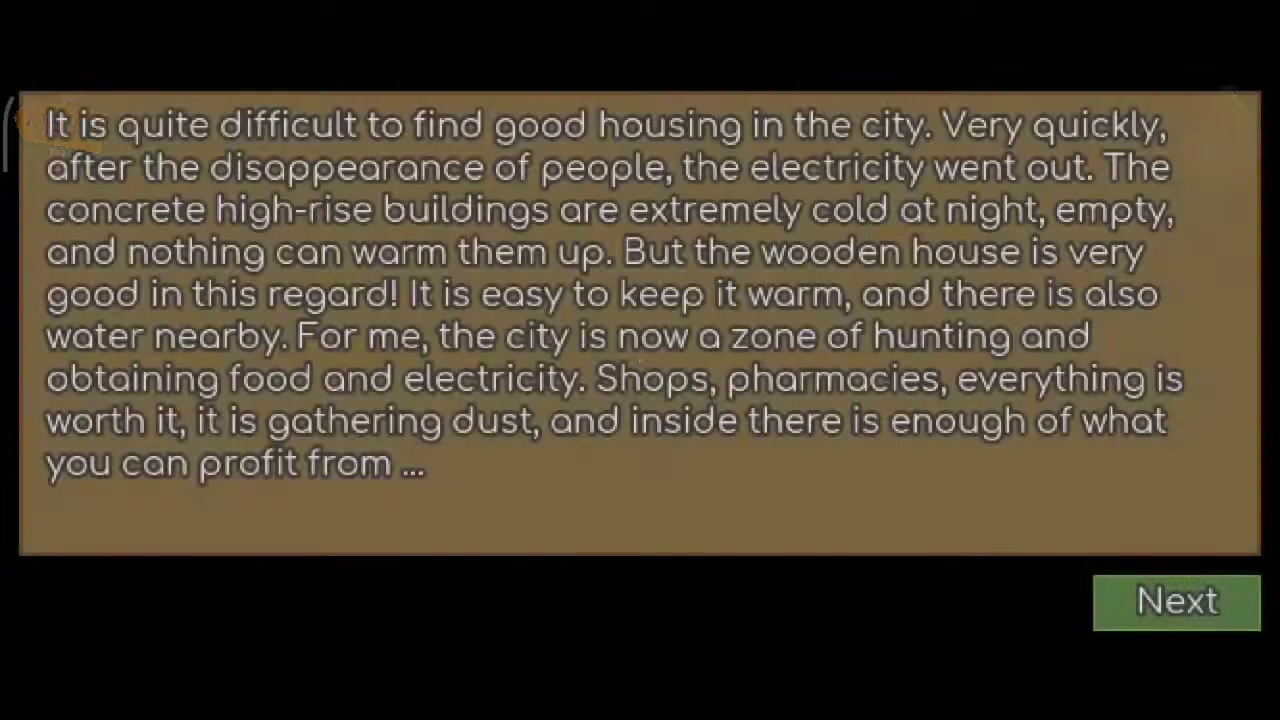 It is quite difficult to find good housing in the city. Very quickly,
after the disappearance of people, the electricity went out. The
concrete high-rise buildings are extremely cold at night, empty,
and nothing can warm them up. But the wooden house is very
good in this regard! It is easy to keep it warm, and there is also
water nearby. For me, the city is now a zone of hunting and
obtaining food and electricity. Shops, pharmacies, everything is
worth it, it is gathering dust, and inside there is enough of what
you can profit from ...
Next